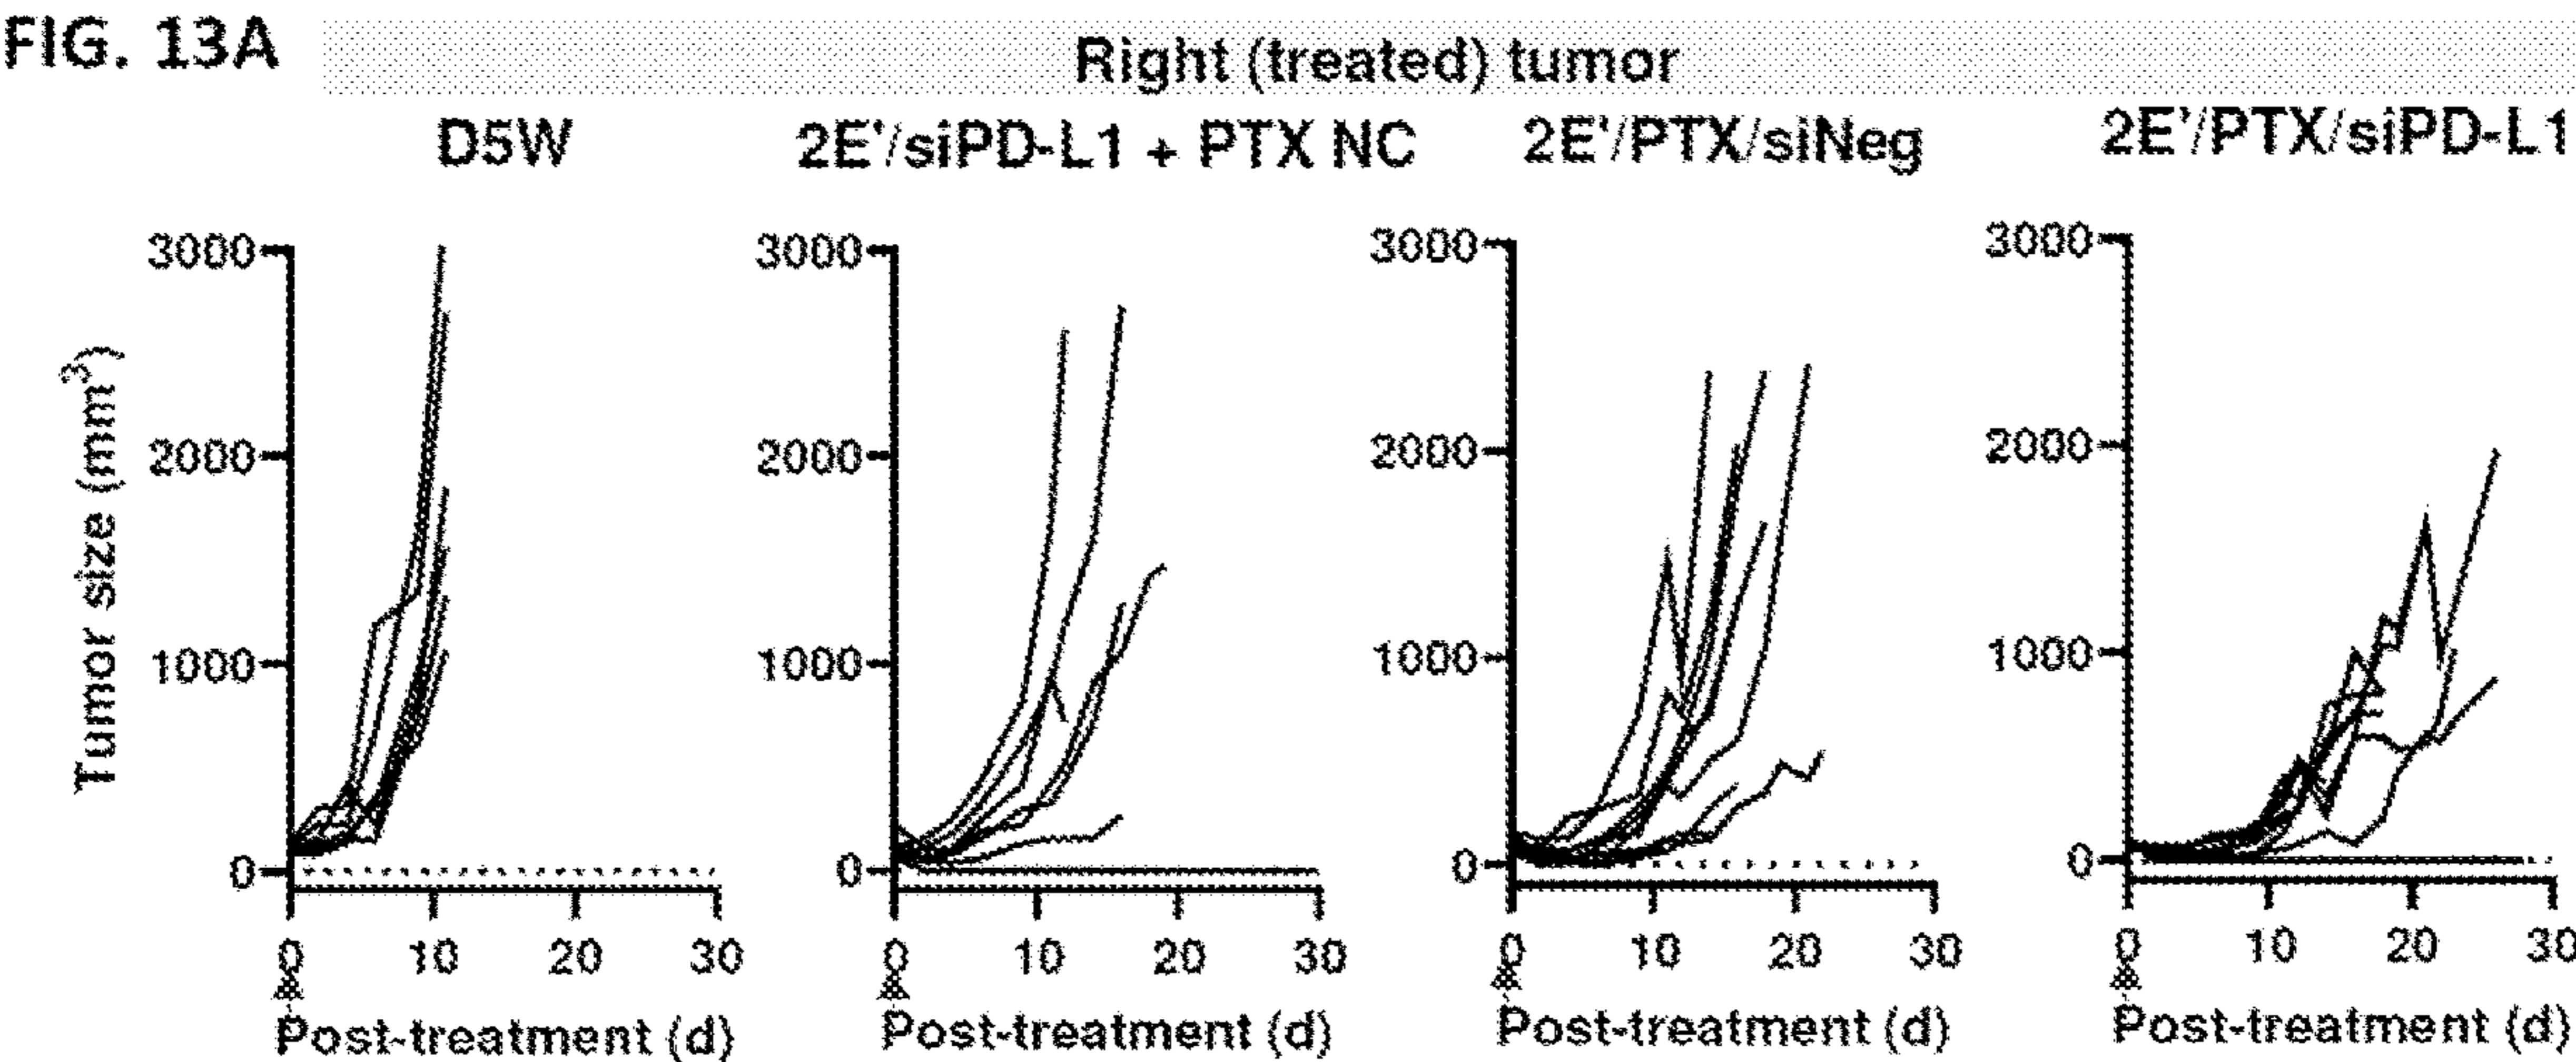 FIG. 13A
Right (treated) tumor
D5W
2E'/siPD-L1 + PTX NC
2E'/PTX/siNeg
2E'/PTX/siPD-L1
Tumor size (mm³)
3000
2000
1000
0
0 10 20 30
Post-treatment (d)
3000
2000
1000
0
0 10 20 30
Post-treatment (d)
3000
2000
1000
0
0 10 20 30
Post-treatment (d)
3000
2000
1000
0
0 10 20 30
Post-treatment (d)